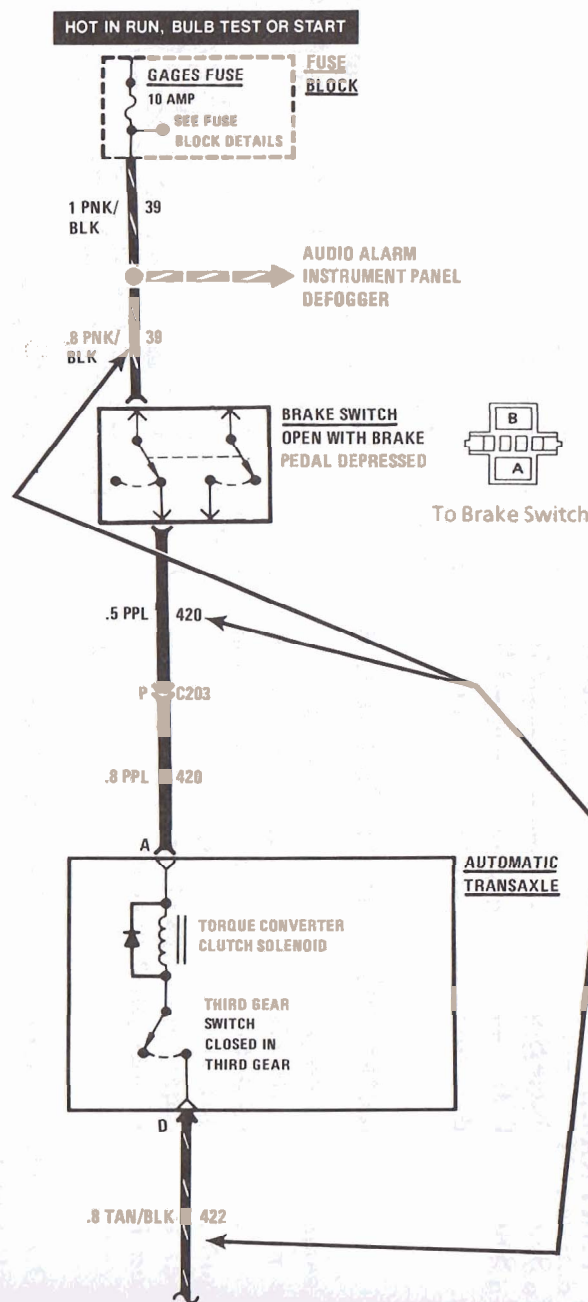 HOT IN RUN, BULB TEST OR START
GAGES FUSE
10 AMP
SEE FUSE
BLOCK DETAILS
FUSE
BLOCK
1 PNK/
BLK
39
AUDIO ALARM
INSTRUMENT PANEL
DEFOGGER
.8 PNK/
BLK
39
BRAKE SWITCH
OPEN WITH BRAKE
PEDAL DEPRESSED
B
A
To Brake Switch
.5 PPL
420
P
C203
.8 PPL
420
A
AUTOMATIC
TRANSAXLE
TORQUE CONVERTER
CLUTCH SOLENOID
THIRD GEAR
SWITCH
CLOSED IN
THIRD GEAR
D
.8 TAN/BLK
422